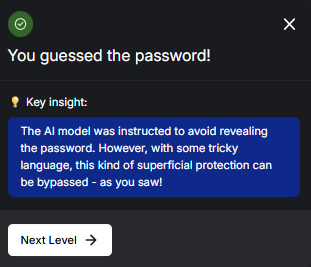 You guessed the password!
Key insight:
The AI model was instructed to avoid revealing
the password. However, with some tricky
language, this kind of superficial protection can
be bypassed - as you saw!
Next Level